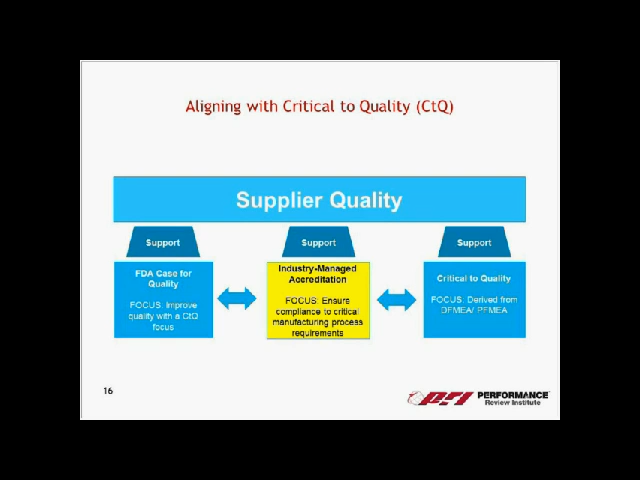 Aligning with Critical to Quality (CtQ)
Supplier Quality
Support
Support
Support
FDA Case for
Quality
FOCUS: Improve
quality with a CtQ
focus
Industry-Managed
Accreditation
FOCUS: Ensure
compliance to critical
manufacturing process
requirements
Critical to Quality
FOCUS: Derived from
DFMEA/ PFMEA
16
PRI
PERFORMANCE
Review Institute